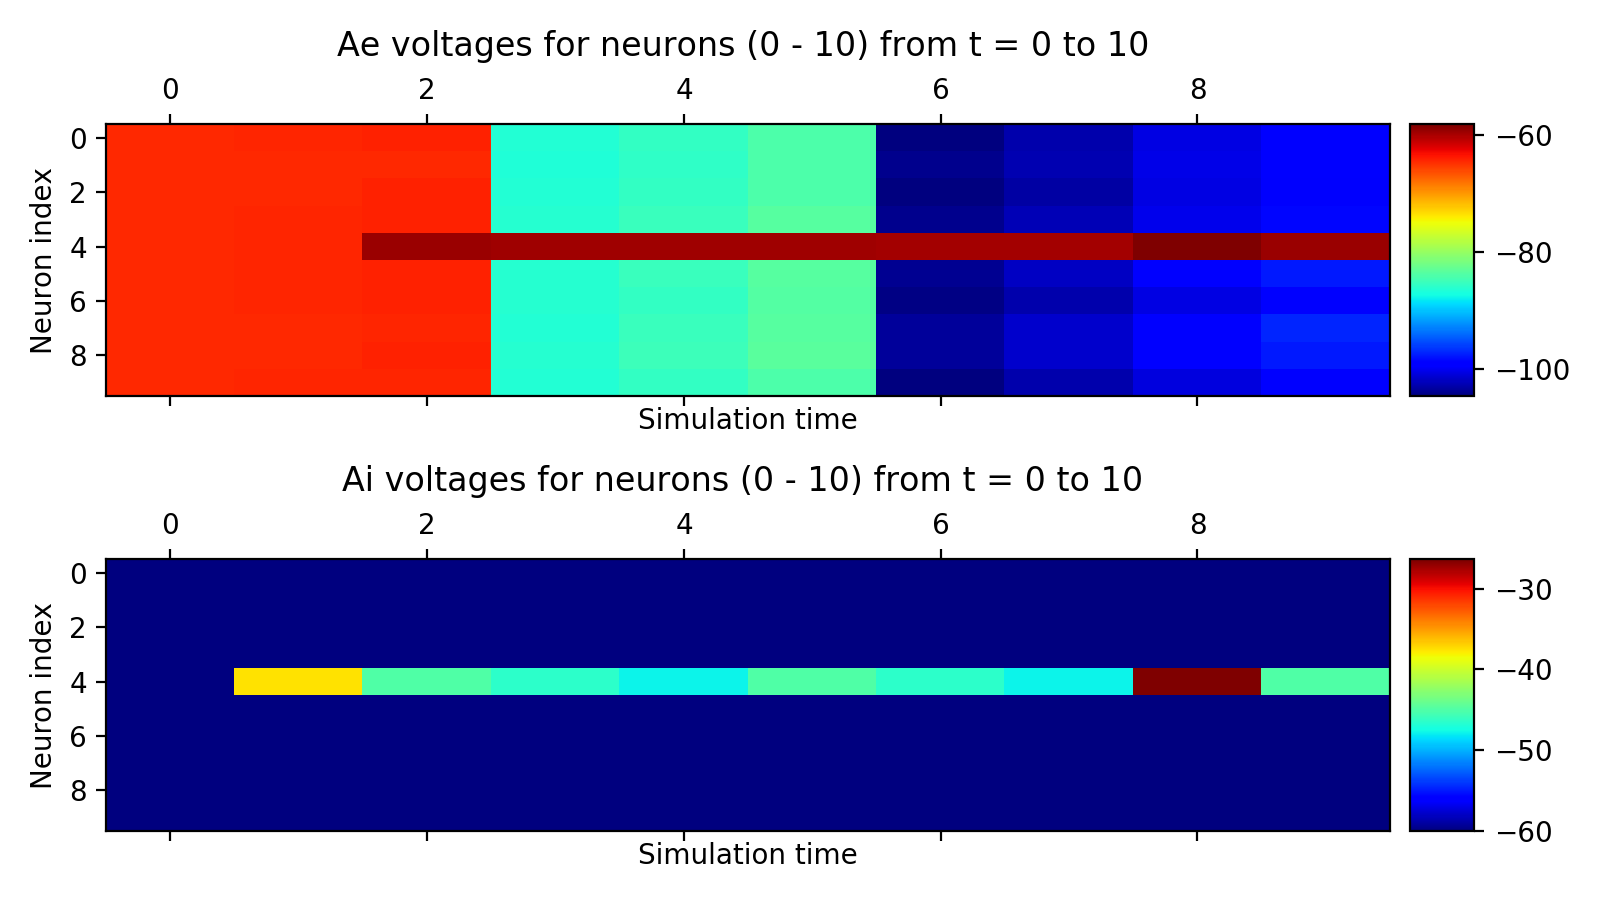 Ae voltages for neurons (0 - 10) from t = 0 to 10
0 2 4 6 8
Neuron index
0
2
4
6
8
−60
−80
−100
Simulation time
Ai voltages for neurons (0 - 10) from t = 0 to 10
0 2 4 6 8
Neuron index
0
2
4
6
8
−30
−40
−50
−60
Simulation time